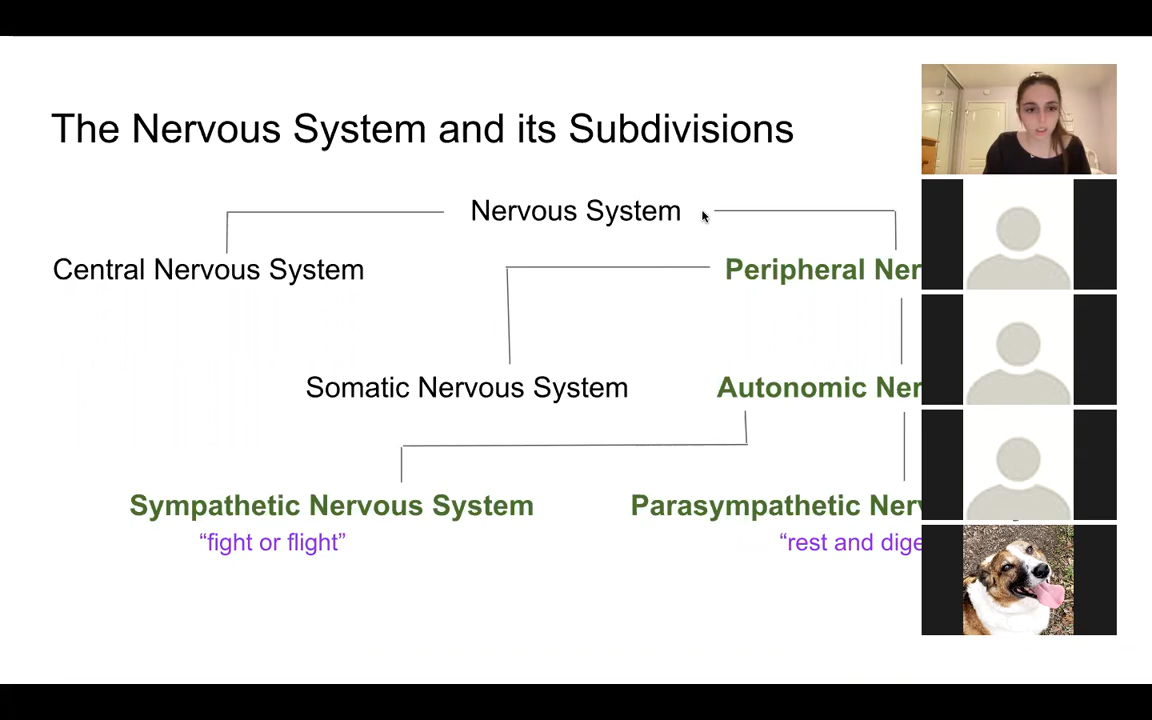 The Nervous System and its Subdivisions
Nervous System
Central Nervous System
Peripheral Ner
Somatic Nervous System
Autonomic Ner
Sympathetic Nervous System
Parasympathetic Nerv
“fight or flight”
“rest and dige